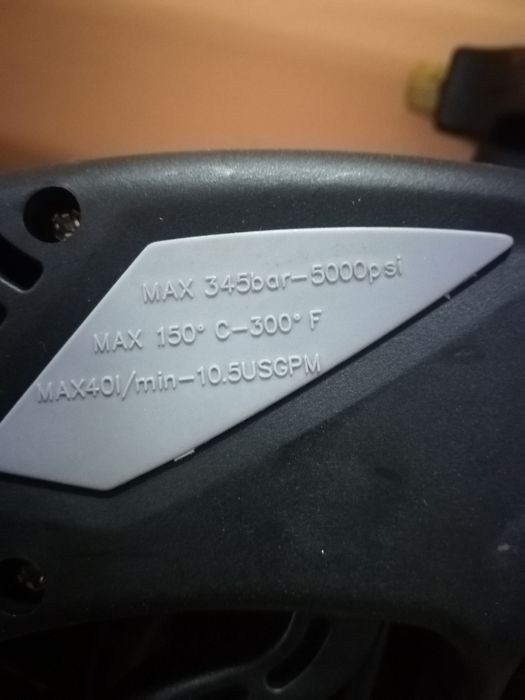 MAX 345bar-5000psi
MAX 150° C-300° F
MAX40l/min-10.5USGPM